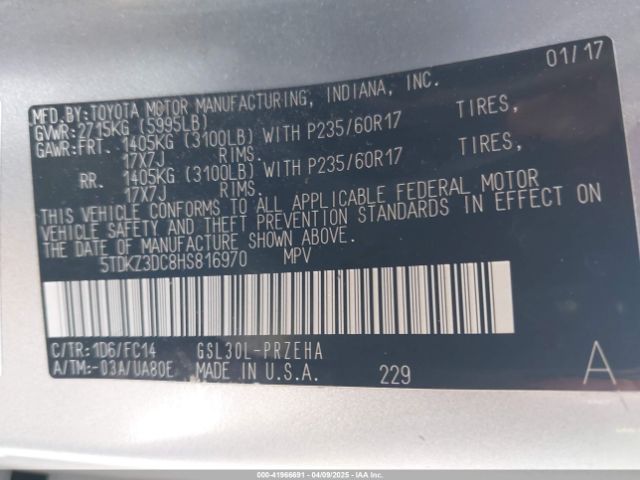 01/17
MFD.BY: TOYOTA MOTOR MANUFACTURING, INDIANA, INC.
GVWR: 2715KG (5995LB)
GAWR: FRT. 1405KG (3100LB) WITH P235/60R17 TIRES,
17X7J RIMS.
RR. 1405KG (3100LB) WITH P235/60R17 TIRES,
17X7J RIMS.
THIS VEHICLE CONFORMS TO ALL APPLICABLE FEDERAL MOTOR
VEHICLE SAFETY AND THEFT PREVENTION STANDARDS IN EFFECT ON
THE DATE OF MANUFACTURE SHOWN ABOVE.
5TDKZ3DC8HS816970 MPV
C/TR: 1D6/FC14 GSL30L-PRZEHA
A/TM:-03A/UA80E MADE IN U.S.A. 229 A
000-41966691 - 04/09/2025 - IAAI.com